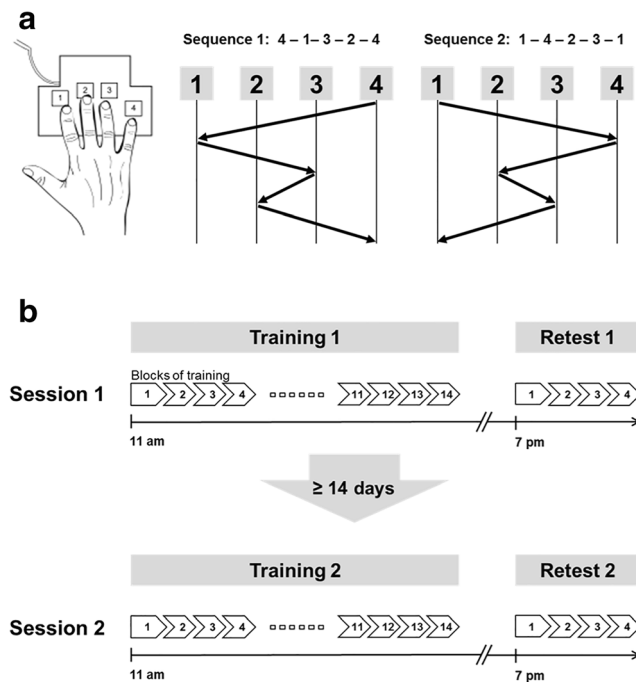 a
Sequence 1: 4 – 1– 3 – 2 – 4
Sequence 2: 1 – 4 – 2 – 3 – 1
1 2 3 4
1 2 3 4
1 2 3 4
b
Training 1 Retest 1
Blocks of training
Session 1 1 2 3 4 11 12 13 14 1 2 3 4
11 am 7 pm
≥ 14 days
Training 2 Retest 2
Session 2 1 2 3 4 11 12 13 14 1 2 3 4
11 am 7 pm